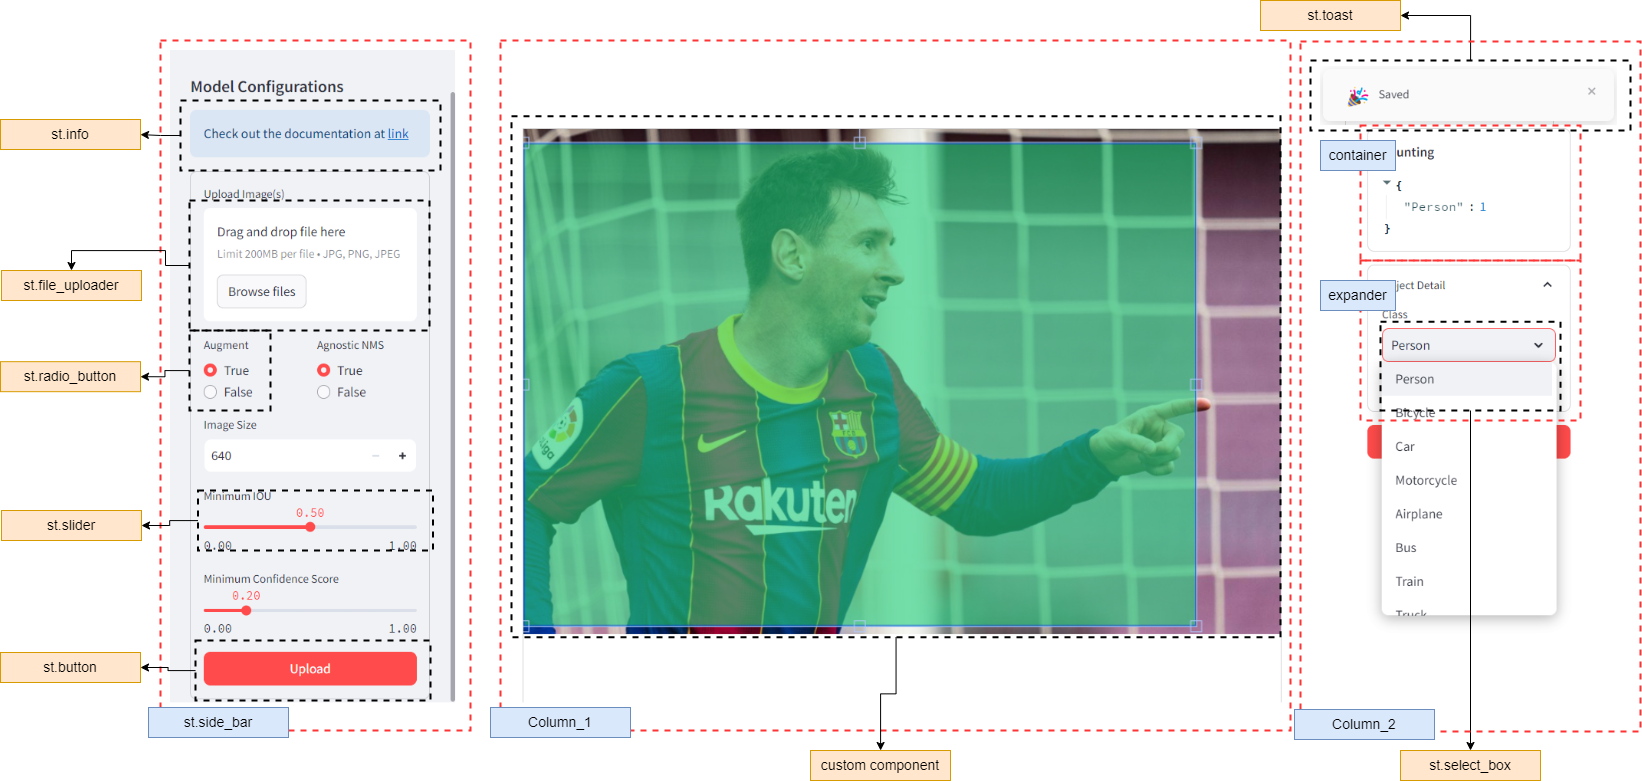 st.toast
Model Configurations
st.info
Check out the documentation at link
Upload Image(s)
Drag and drop file here
Limit 200MB per file • JPG, PNG, JPEG
Browse files
st.file_uploader
Augment
Agnostic NMS
True
True
False
False
st.radio_button
Image Size
640
Minimum IOU
0.50
0.00
1.00
st.slider
Minimum Confidence Score
0.20
0.00
1.00
st.button
Upload
st.side_bar
Rakuten
FCB
Column_1
custom component
Saved
container
unting
{
"Person" : 1
}
expander
ject Detail
Class
Person
Person
Bicycle
Car
Motorcycle
Airplane
Bus
Train
Truck
Column_2
st.select_box